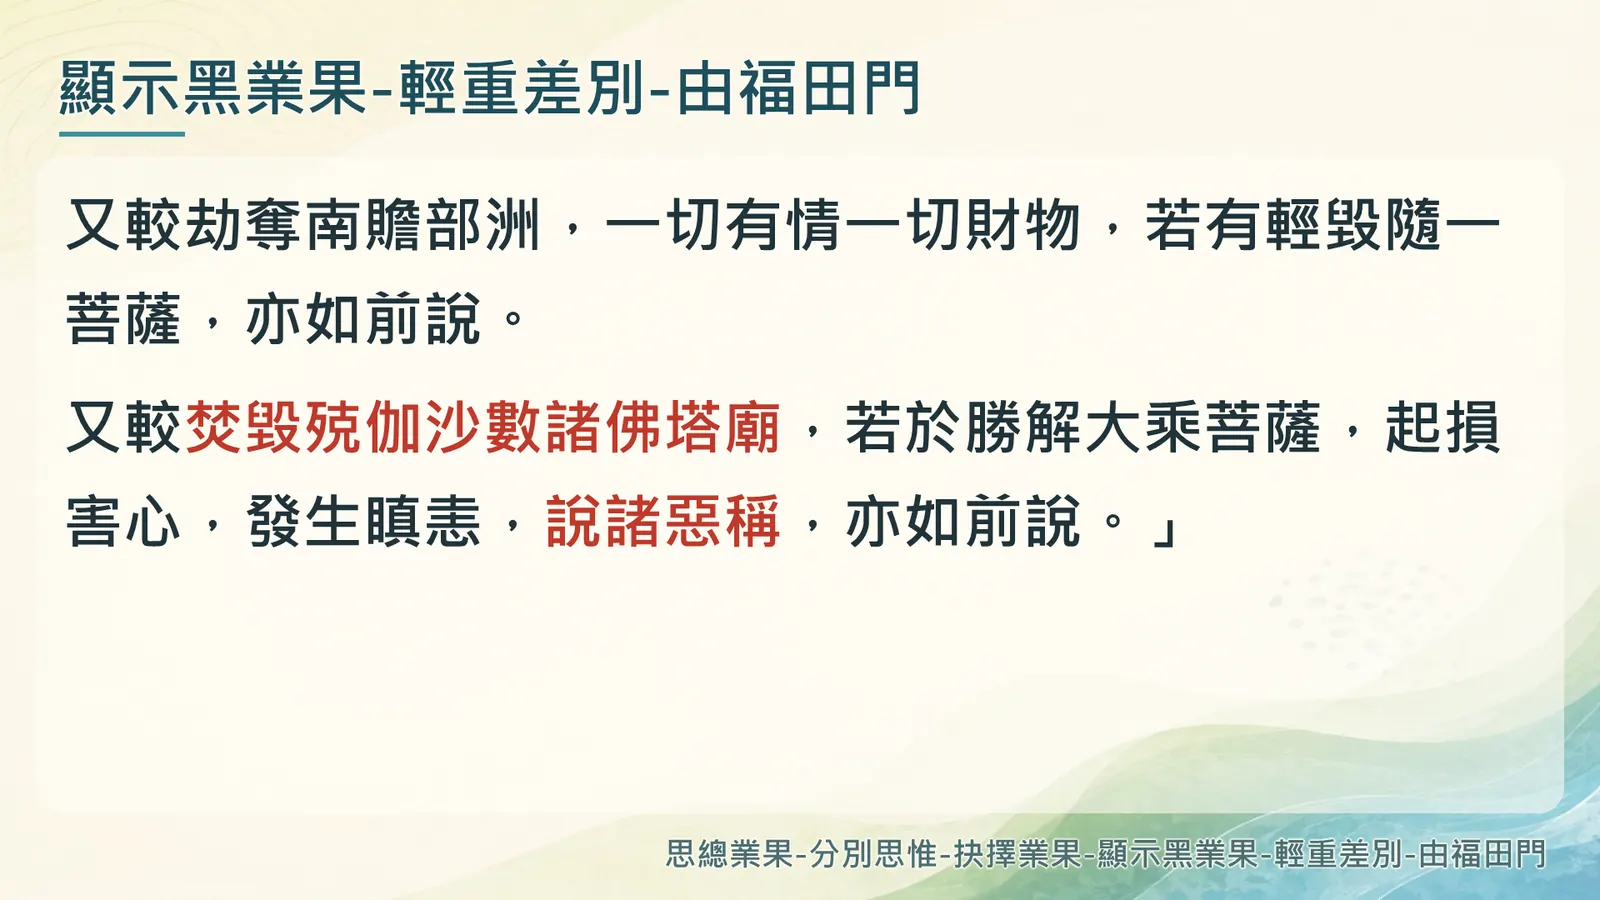 顯示黑業果-輕重差別-由福田門
又較劫奪南贍部洲，一切有情一切財物，若有輕毀隨一
菩薩，亦如前說。
又較焚毀殑伽沙數諸佛塔廟，若於勝解大乘菩薩，起損
害心，發生瞋恚，說諸惡稱，亦如前說。」
思總業果-分別思惟-抉擇業果-顯示黑業果-輕重差別-由福田門